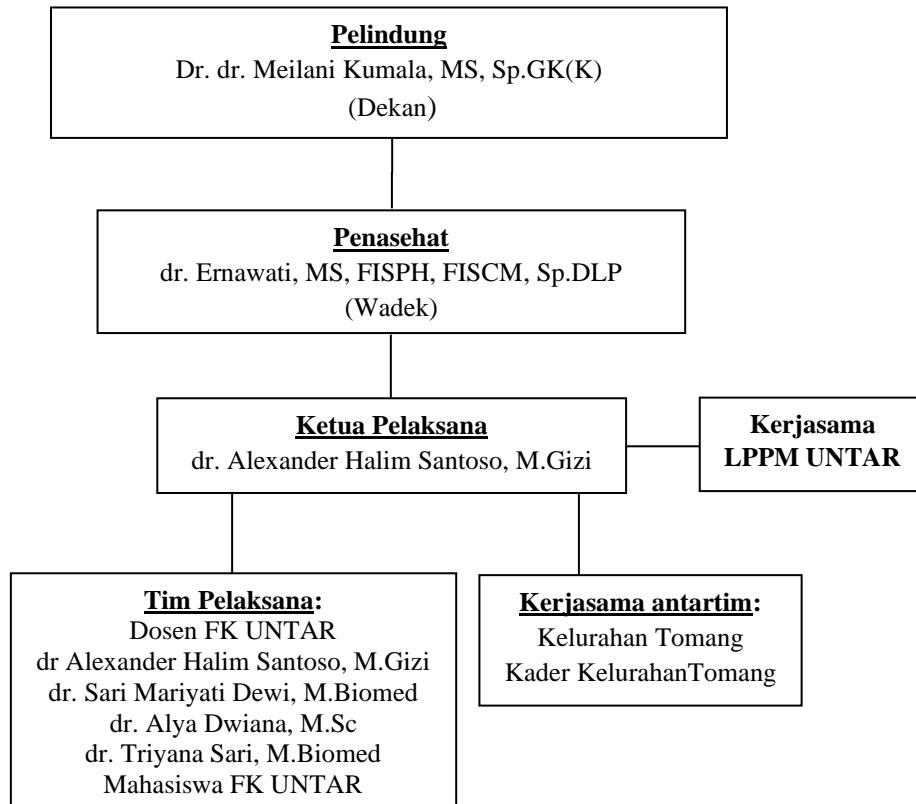 Pelindung
Dr. dr. Meilani Kumala, MS, Sp.GK(K)
(Dekan)
Penasehat
dr. Ernawati, MS, FISPH, FISCM, Sp.DLP
(Wadek)
Ketua Pelaksana
dr. Alexander Halim Santoso, M.Gizi
Kerjasama
LPPM UNTAR
Tim Pelaksana:
Dosen FK UNTAR
dr Alexander Halim Santoso, M.Gizi
dr. Sari Mariyati Dewi, M.Biomed
dr. Alya Dwiana, M.Sc
dr. Triyana Sari, M.Biomed
Mahasiswa FK UNTAR
Kerjasama antartim:
Kelurahan Tomang
Kader KelurahanTomang